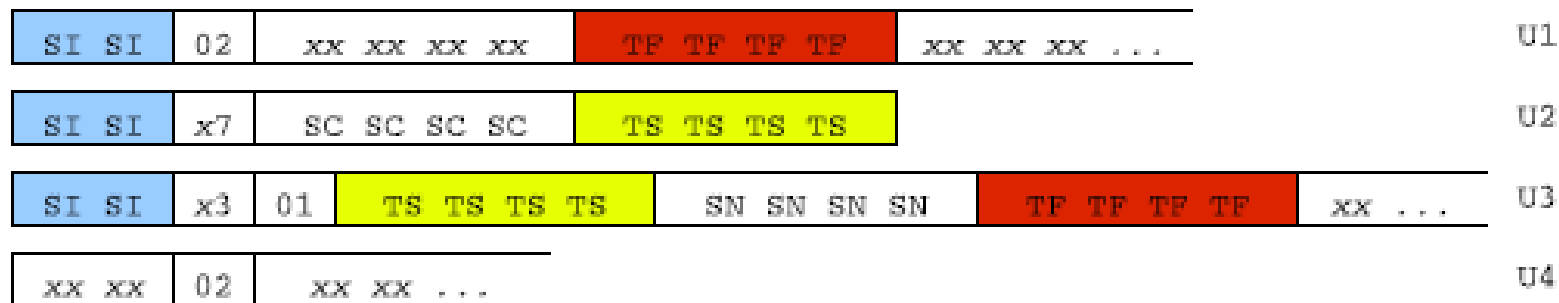 SI SI 02 xx xx xx xx TF TF TF TF xx xx xx ... U1
SI SI x7 SC SC SC SC TS TS TS TS U2
SI SI x3 01 TS TS TS TS SN SN SN SN TF TF TF TF xx ... U3
xx xx 02 xx xx ... U4